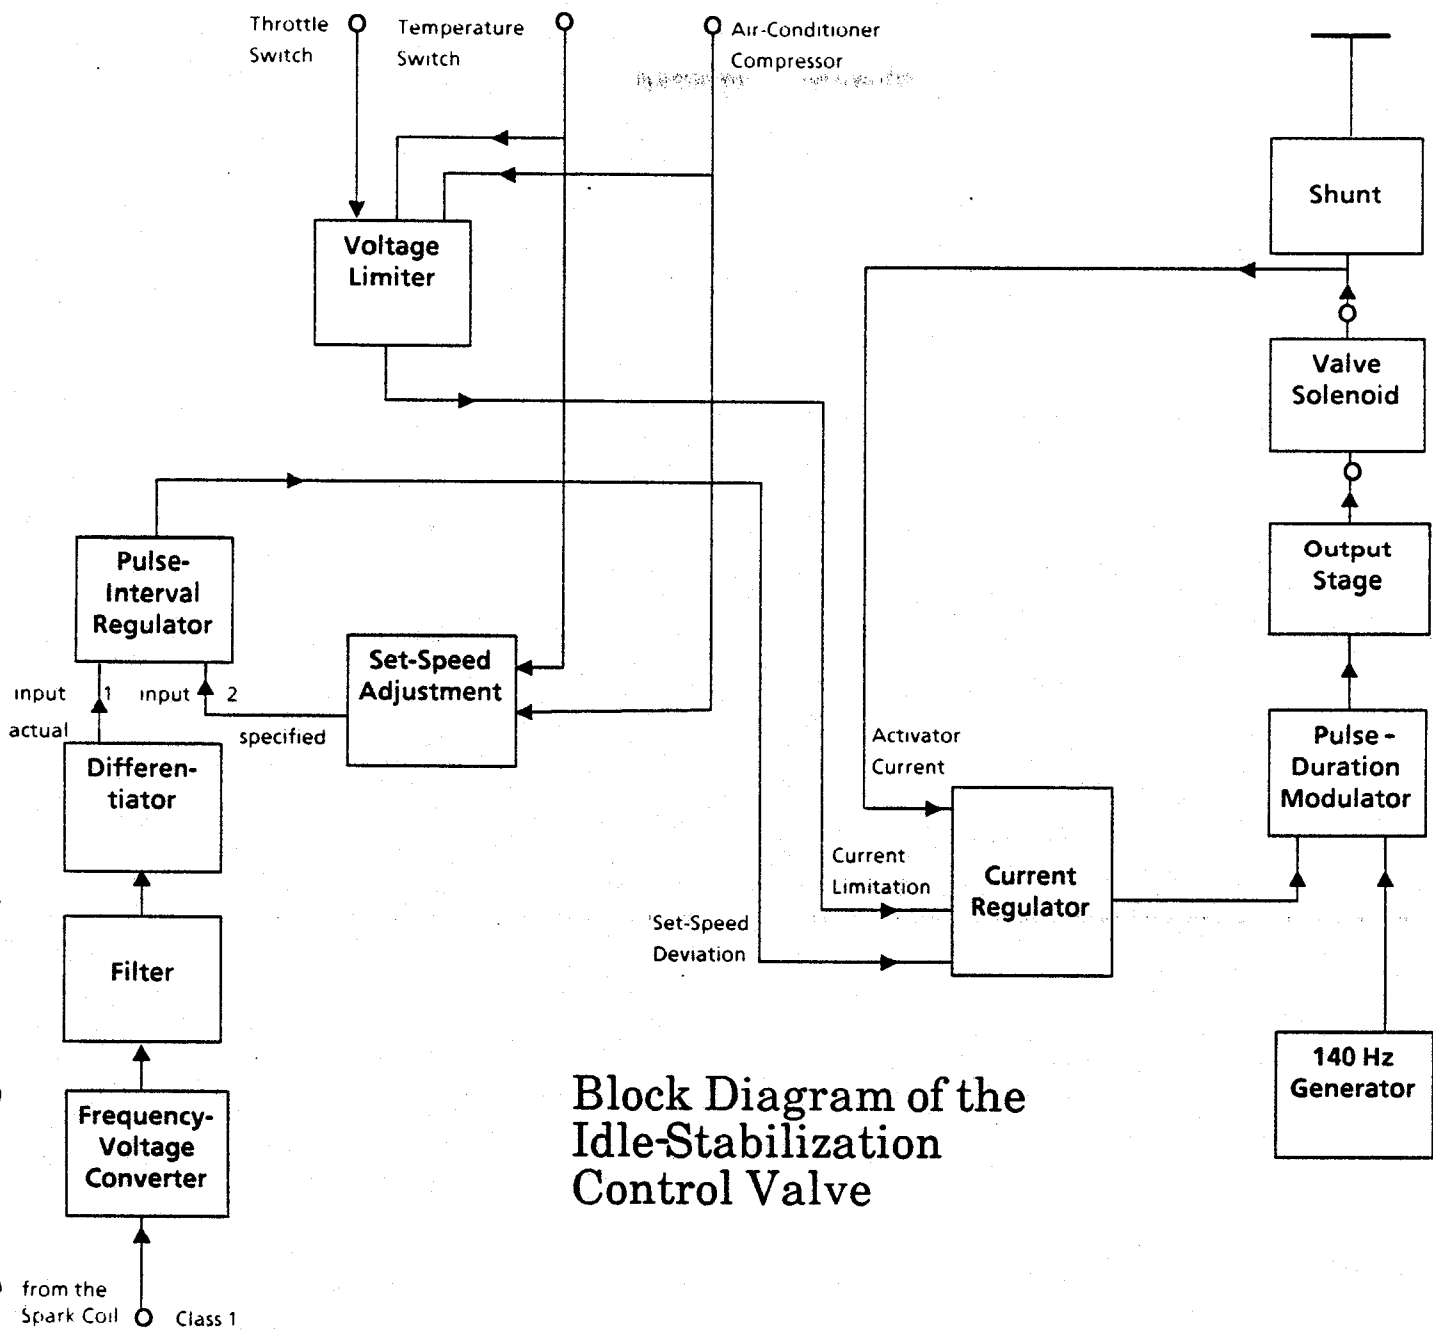 Throttle
Switch
Temperature
Switch
Air-Conditioner
Compressor
Shunt
Voltage
Limiter
Valve
Solenoid
Output
Stage
Pulse-
Interval
Regulator
Set-Speed
Adjustment
input 1 input 2
actual
specified
Differen-
tiator
Activator
Current
Pulse-
Duration
Modulator
Current
Limitation
Current
Regulator
Set-Speed
Deviation
Filter
140 Hz
Generator
Frequency-
Voltage
Converter
Block Diagram of the
Idle-Stabilization
Control Valve
from the
Spark Coil
Class 1